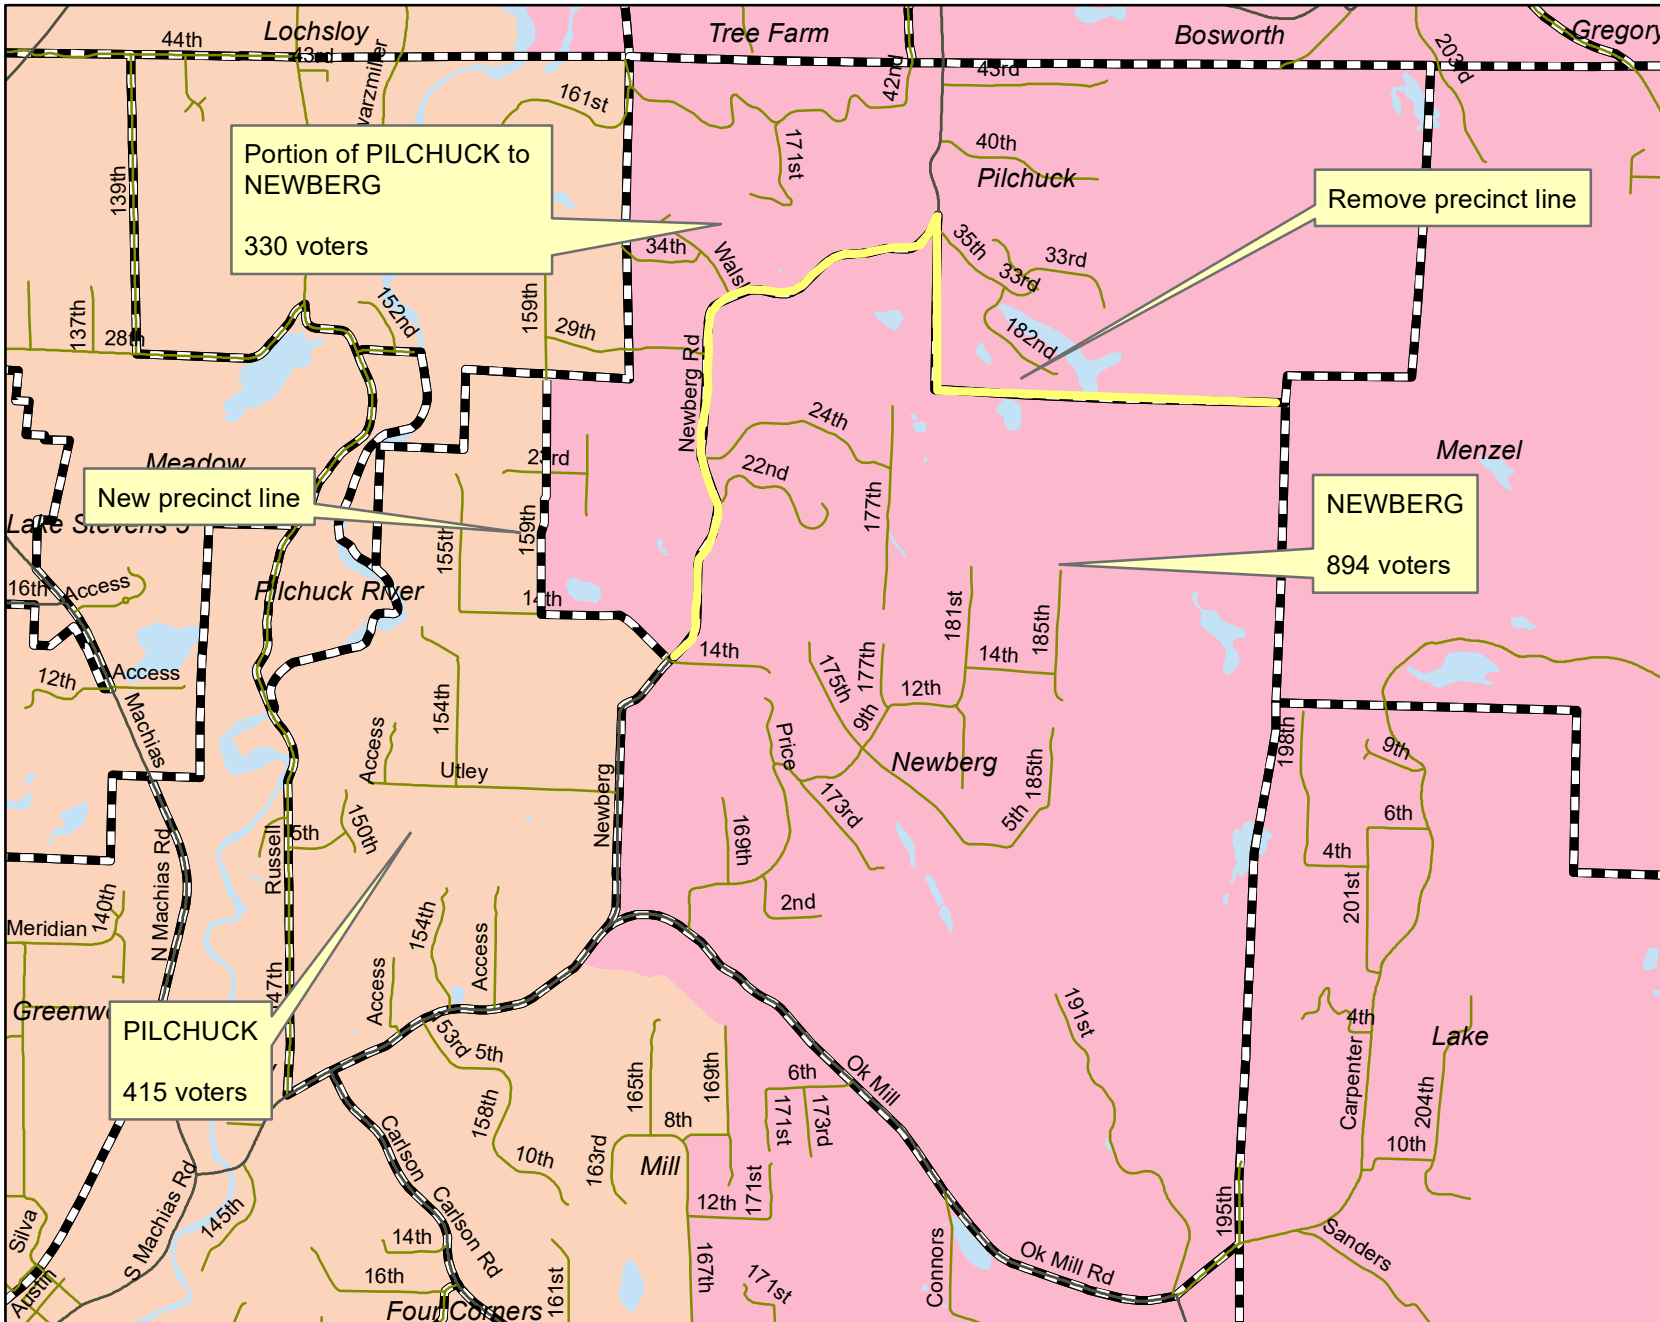 Lochsloy
Tree Farm
Bosworth
Gregory
44th
43rd
43rd
203rd
42nd
161st
Portion of PILCHUCK to
NEWBERG
330 voters
171st
40th
Pilchuck
Remove precinct line
139th
34th
35th
33rd
33rd
137th
28th
152nd
159th
29th
182nd
Newberg Rd
24th
22nd
177th
Menzel
Meadow
New precinct line
Lake Stevens 5
23rd
155th
159th
NEWBERG
894 voters
16th
Access
Pilchuck River
14th
181st
185th
12th
Access
Machias
154th
14th
175th
177th
14th
12th
9th
Access
Utley
Newberg
Price
Newberg
185th
198th
9th
5th
150th
Russell
173rd
5th
6th
169th
4th
201st
Meridian
140th
N Machias Rd
154th
Access
2nd
Access
47th
Greenw
PILCHUCK
415 voters
53rd
5th
191st
4th
Lake
Carpenter
204th
165th
169th
6th
Ok Mill
171st
173rd
158th
8th
10th
163rd
Mill
10th
Carlson
12th
171st
Silva
S Machias Rd
145th
Carlson Rd
14th
16th
161st
167th
171st
Connors
Ok Mill Rd
195th
Sanders
Austin
Four Corners